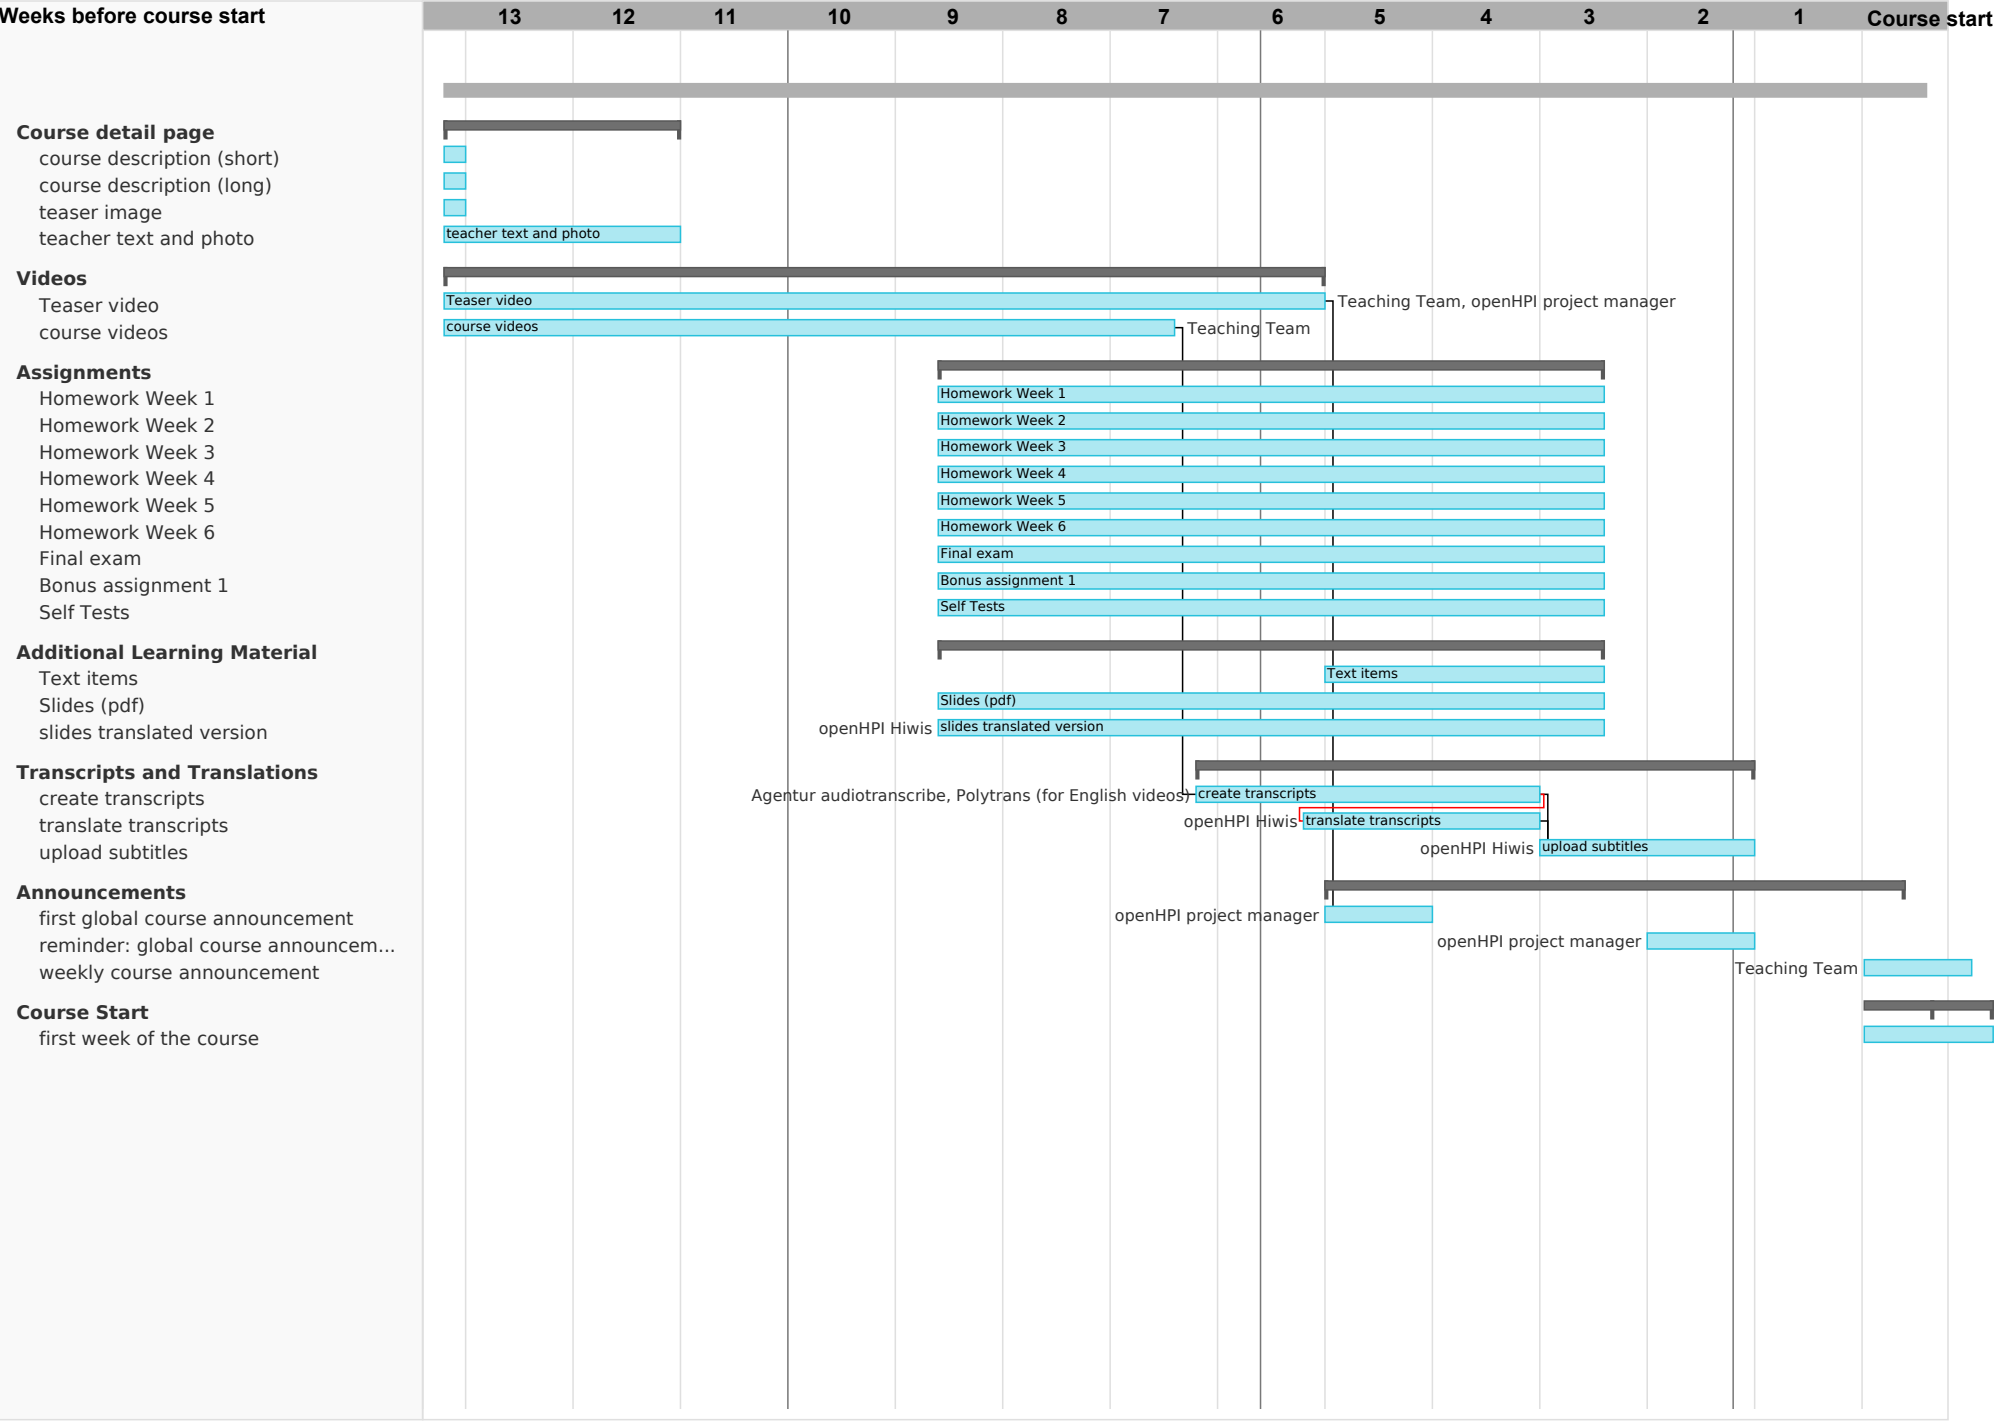 Weeks before course start 13 12 11 10 9 8 7 6 5 4 3 2 1 Course start
Course detail page
course description (short)
course description (long)
teaser image
teacher text and photo teacher text and photo
Videos
Teaser video Teaser video Teaching Team, openHPI project manager
course videos course videos Teaching Team
Assignments
Homework Week 1 Homework Week 1
Homework Week 2 Homework Week 2
Homework Week 3 Homework Week 3
Homework Week 4 Homework Week 4
Homework Week 5 Homework Week 5
Homework Week 6 Homework Week 6
Final exam Final exam
Bonus assignment 1 Bonus assignment 1
Self Tests Self Tests
Additional Learning Material
Text items Text items
Slides (pdf) Slides (pdf)
slides translated version openHPI Hiwis slides translated version
Transcripts and Translations
create transcripts Agentur audiotranscribe, Polytrans (for English videos) create transcripts
translate transcripts openHPI Hiwis translate transcripts
upload subtitles openHPI Hiwis upload subtitles
Announcements
first global course announcement openHPI project manager
reminder: global course announcem... openHPI project manager
weekly course announcement Teaching Team
Course Start
first week of the course